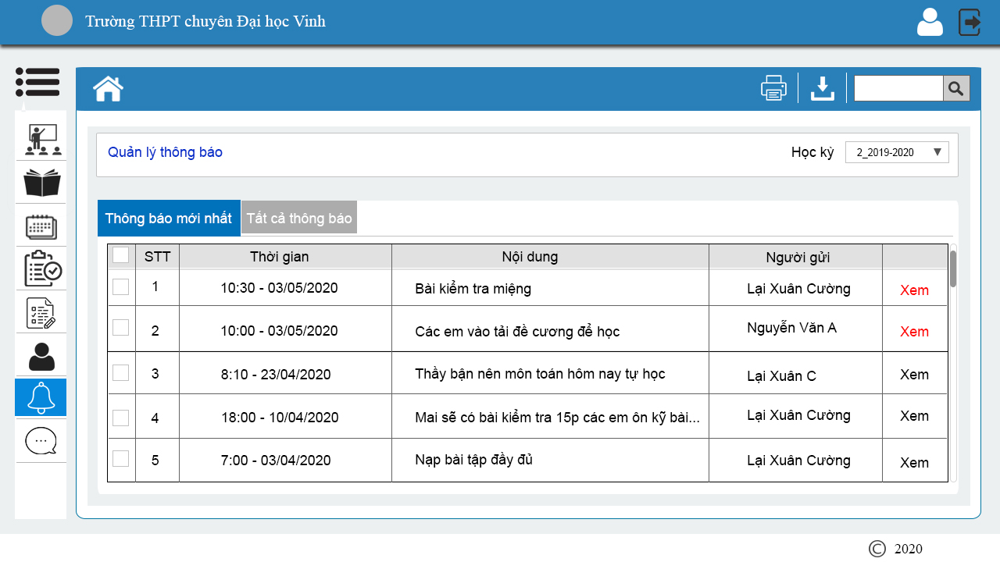 Trường THPT chuyên Đại học Vinh
Quản lý thông báo
Học kỳ 2_2019-2020
Thông báo mới nhất Tất cả thông báo
STT Thời gian Nội dung Người gửi
1 10:30 - 03/05/2020 Bài kiểm tra miệng Lại Xuân Cường Xem
2 10:00 - 03/05/2020 Các em vào tải đề cương để học Nguyễn Văn A Xem
3 8:10 - 23/04/2020 Thầy bận nên môn toán hôm nay tự học Lại Xuân C Xem
4 18:00 - 10/04/2020 Mai sẽ có bài kiểm tra 15p các em ôn kỹ bài... Lại Xuân Cường Xem
5 7:00 - 03/04/2020 Nạp bài tập đầy đủ Lại Xuân Cường Xem
© 2020